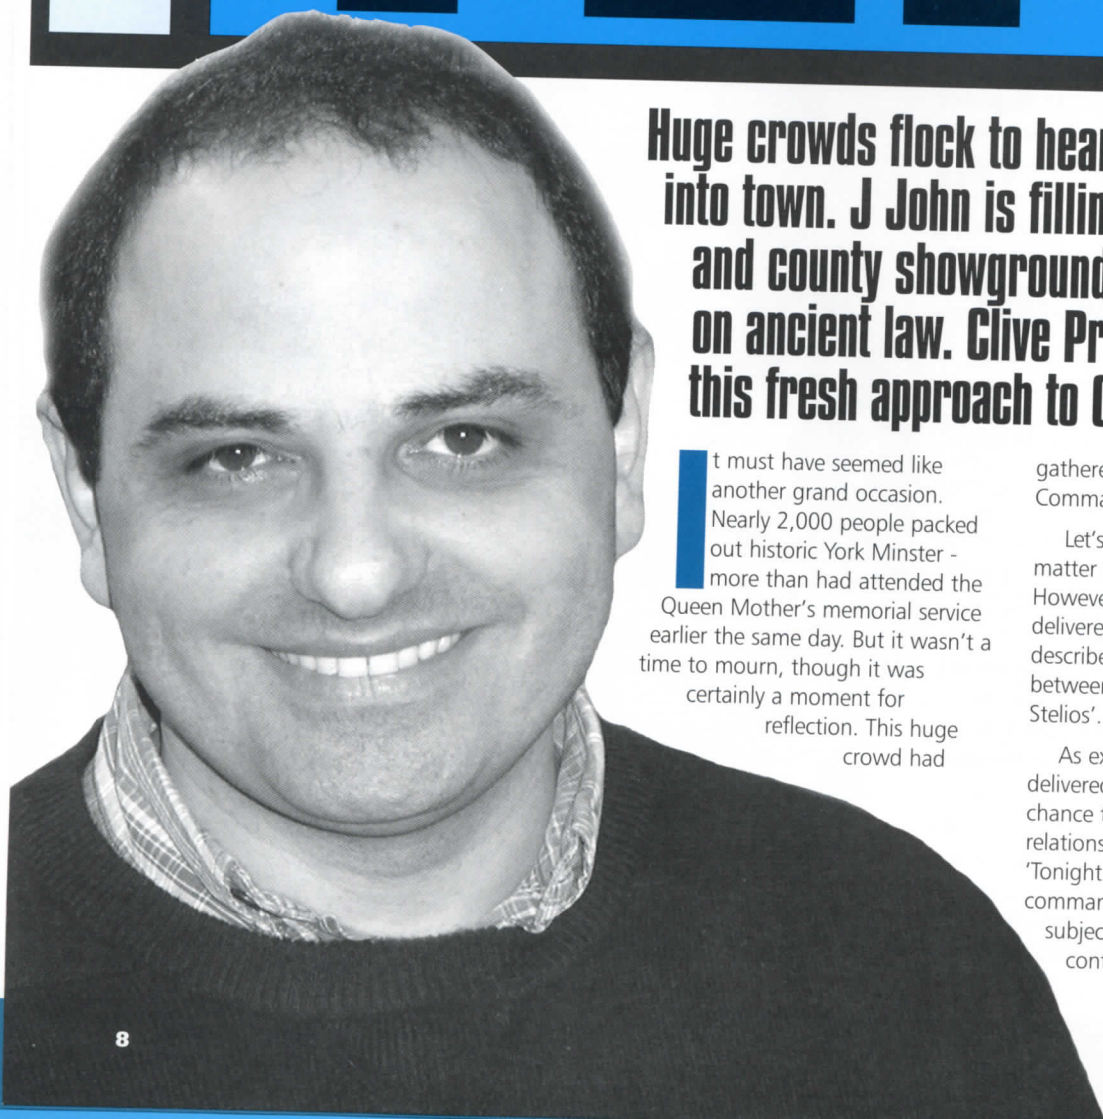 Huge crowds flock to hear
into town. J John is fillin
and county showground
on ancient law. Clive Pr
this fresh approach to
It must have seemed like
another grand occasion.
Nearly 2,000 people packed
out historic York Minster -
more than had attended the
Queen Mother's memorial service
earlier the same day. But it wasn't a
time to mourn, though it was
certainly a moment for
reflection. This huge
crowd had
gathere
Comma
Let's
matter
However
delivere
describe
between
Stelios'.
As ex
delivered
chance
relations
'Tonight
comman
subjec
conf
8